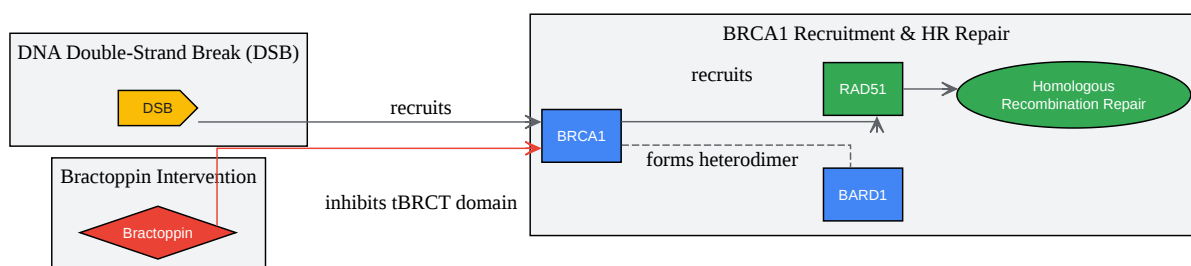 DNA Double-Strand Break (DSB)
DSB
Bractoppin Intervention
Bractoppin
recruits
inhibits tBRCT domain
BRCA1 Recruitment & HR Repair
recruits
RAD51
Homologous
Recombination Repair
BRCA1
forms heterodimer
BARD1